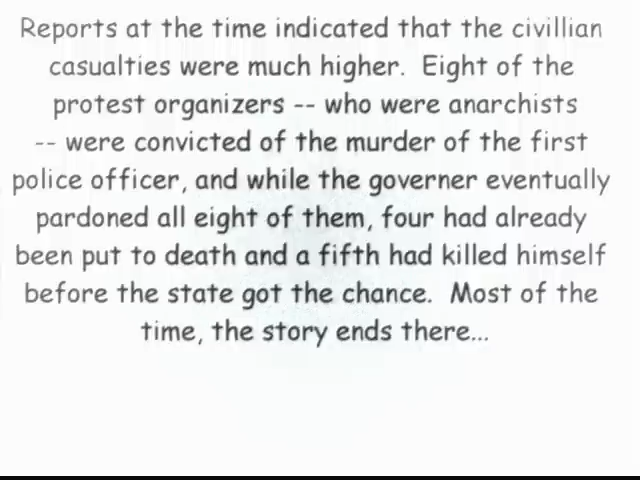 Reports at the time indicated that the civillian
casualties were much higher. Eight of the
protest organizers -- who were anarchists
-- were convicted of the murder of the first
police officer, and while the governer eventually
pardoned all eight of them, four had already
been put to death and a fifth had killed himself
before the state got the chance. Most of the
time, the story ends there...